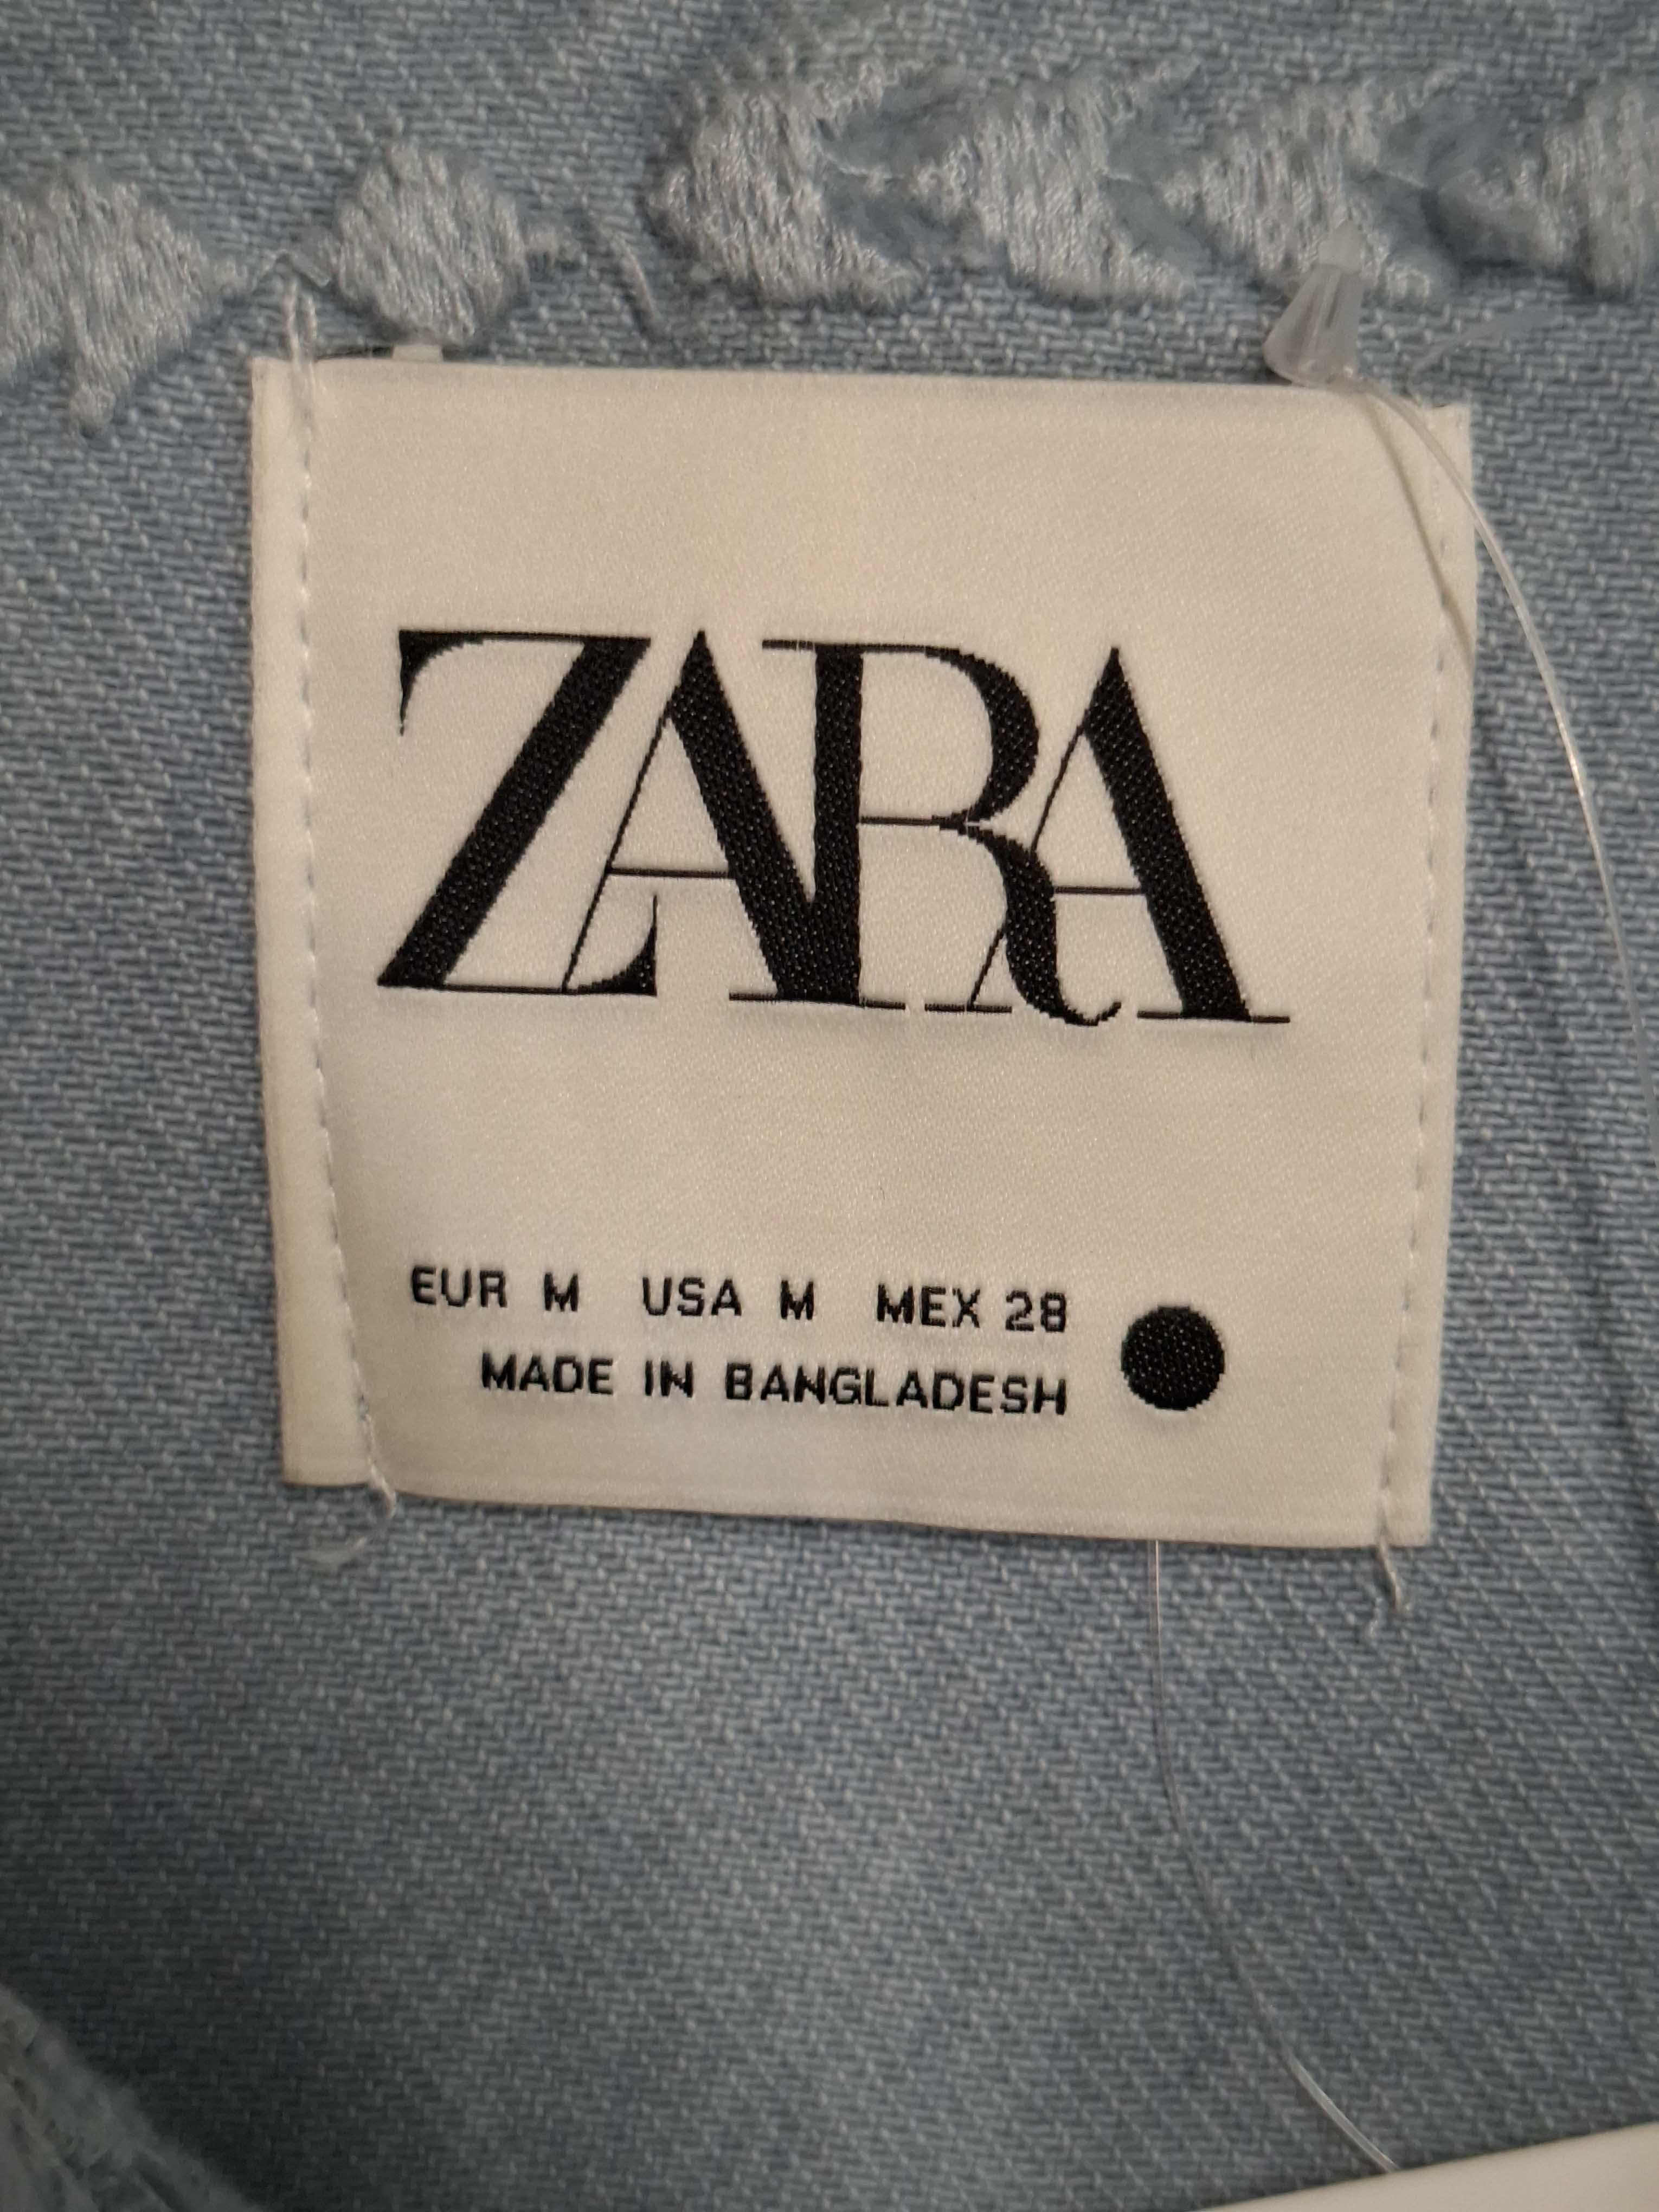 ZARA
EUR M USA M MEX 28
MADE IN BANGLADESH